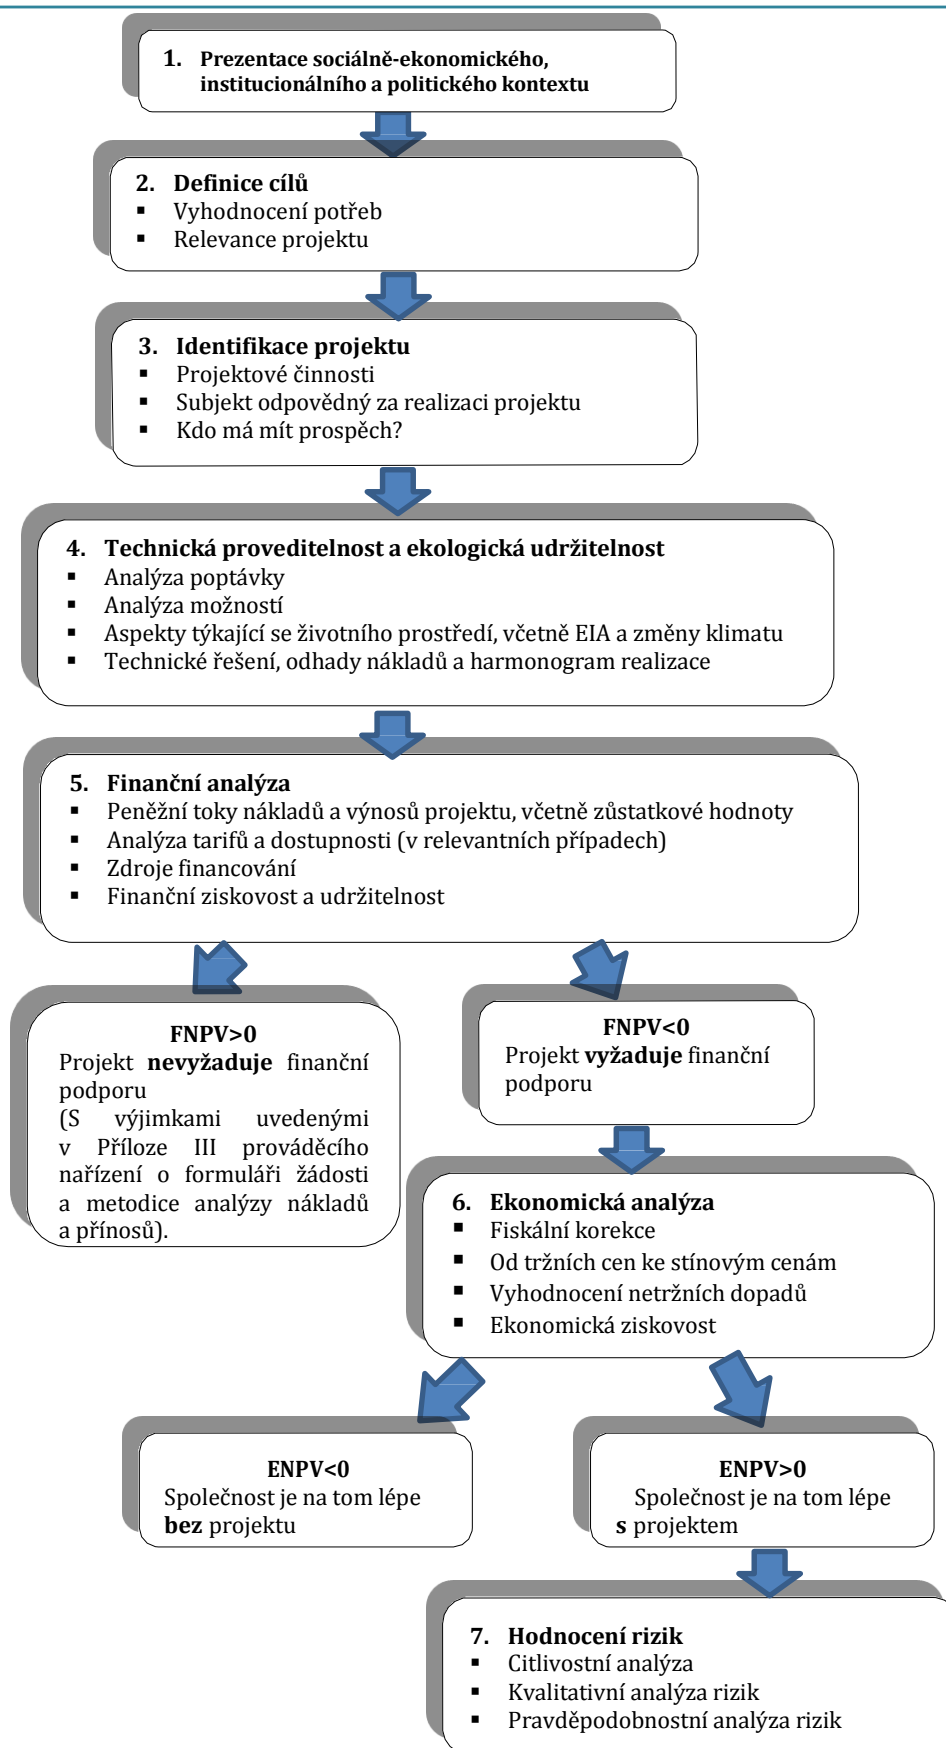 1. Prezentace sociálně-ekonomického,
institucionálního a politického kontextu
2. Definice cílů
▪ Vyhodnocení potřeb
▪ Relevance projektu
3. Identifikace projektu
▪ Projektové činnosti
▪ Subjekt odpovědný za realizaci projektu
▪ Kdo má mít prospěch?
4. Technická proveditelnost a ekologická udržitelnost
▪ Analýza poptávky
▪ Analýza možností
▪ Aspekty týkající se životního prostředí, včetně EIA a změny klimatu
▪ Technické řešení, odhady nákladů a harmonogram realizace
5. Finanční analýza
▪ Peněžní toky nákladů a výnosů projektu, včetně zůstatkové hodnoty
▪ Analýza tarifů a dostupnosti (v relevantních případech)
▪ Zdroje financování
▪ Finanční ziskovost a udržitelnost
FNPV>0
Projekt nevyžaduje finanční
podporu
(S výjimkami uvedenými
v Příloze III prováděcího
nařízení o formuláři žádosti
a metodice analýzy nákladů
a přínosů).
FNPV<0
Projekt vyžaduje finanční
podporu
6. Ekonomická analýza
▪ Fiskální korekce
▪ Od tržních cen ke stínovým cenám
▪ Vyhodnocení netržních dopadů
▪ Ekonomická ziskovost
ENPV<0
Společnost je na tom lépe
bez projektu
ENPV>0
Společnost je na tom lépe
s projektem
7. Hodnocení rizik
▪ Citlivostní analýza
▪ Kvalitativní analýza rizik
▪ Pravděpodobnostní analýza rizik